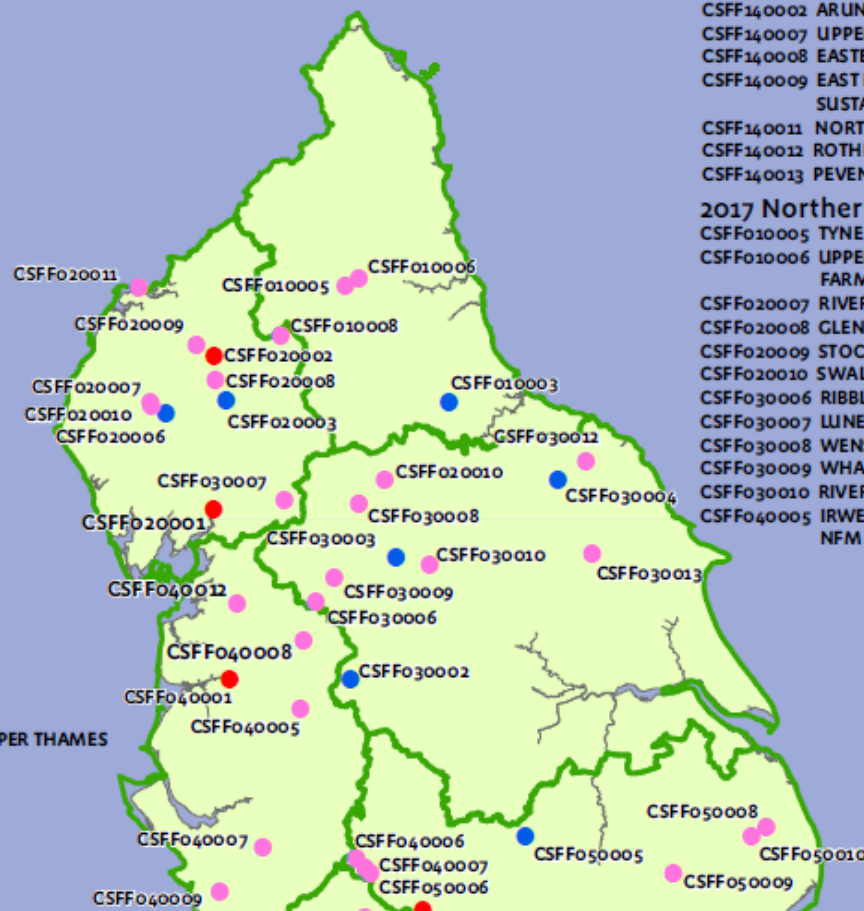 CSFF140002 ARUN
CSFF140007 UPPE
CSFF140008 EASTE
CSFF140009 EAST
SUSTA
CSFF140011 NORT
CSFF140012 ROTH
CSFF140013 PEVEN
2017 Norther
CSFF010005 TYNE
CSFF010006 UPPE
FARM
CSFF020007 RIVER
CSFF020008 GLEN
CSFF020009 STOC
CSFF020010 SWAL
CSFF030006 RIBBL
CSFF030007 LUNE
CSFF030008 WEN
CSFF030009 WHA
CSFF030010 RIVER
CSFF040005 IRWE
NFM
CSFF020011
CSFF010006
CSFF010005
CSFF020009
CSFF010008
CSFF020002
CSFF020008
CSFF020007
CSFF010003
CSFF020010
CSFF020003
CSFF020006
CSFF030012
CSFF020010
CSFF030007
CSFF030004
CSFF030008
CSFF020001
CSFF030003
CSFF030010
CSFF030013
CSFF040012
CSFF030009
CSFF030006
CSFF040008
CSFF030002
CSFF040001
CSFF040005
PER THAMES
CSFF050008
CSFF040007
CSFF040006
CSFF050005
CSFF050010
CSFF040007
CSFF050009
CSFF050006
CSFF040009